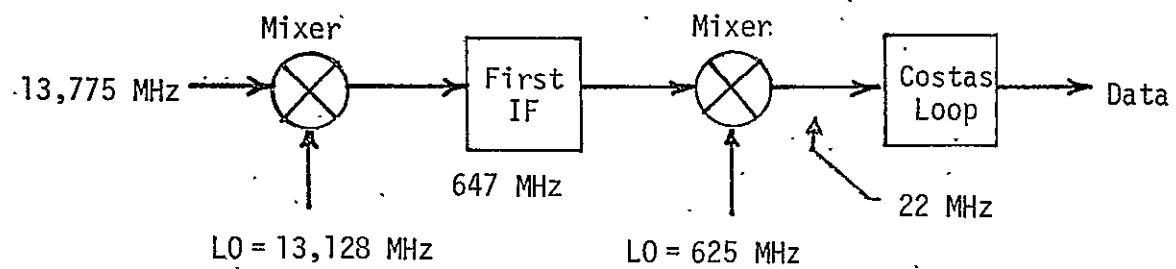 Mixer
Mixer
13,775 MHz
First
IF
Costas
Loop
Data
647 MHz
22 MHz
LO = 13,128 MHz
LO = 625 MHz